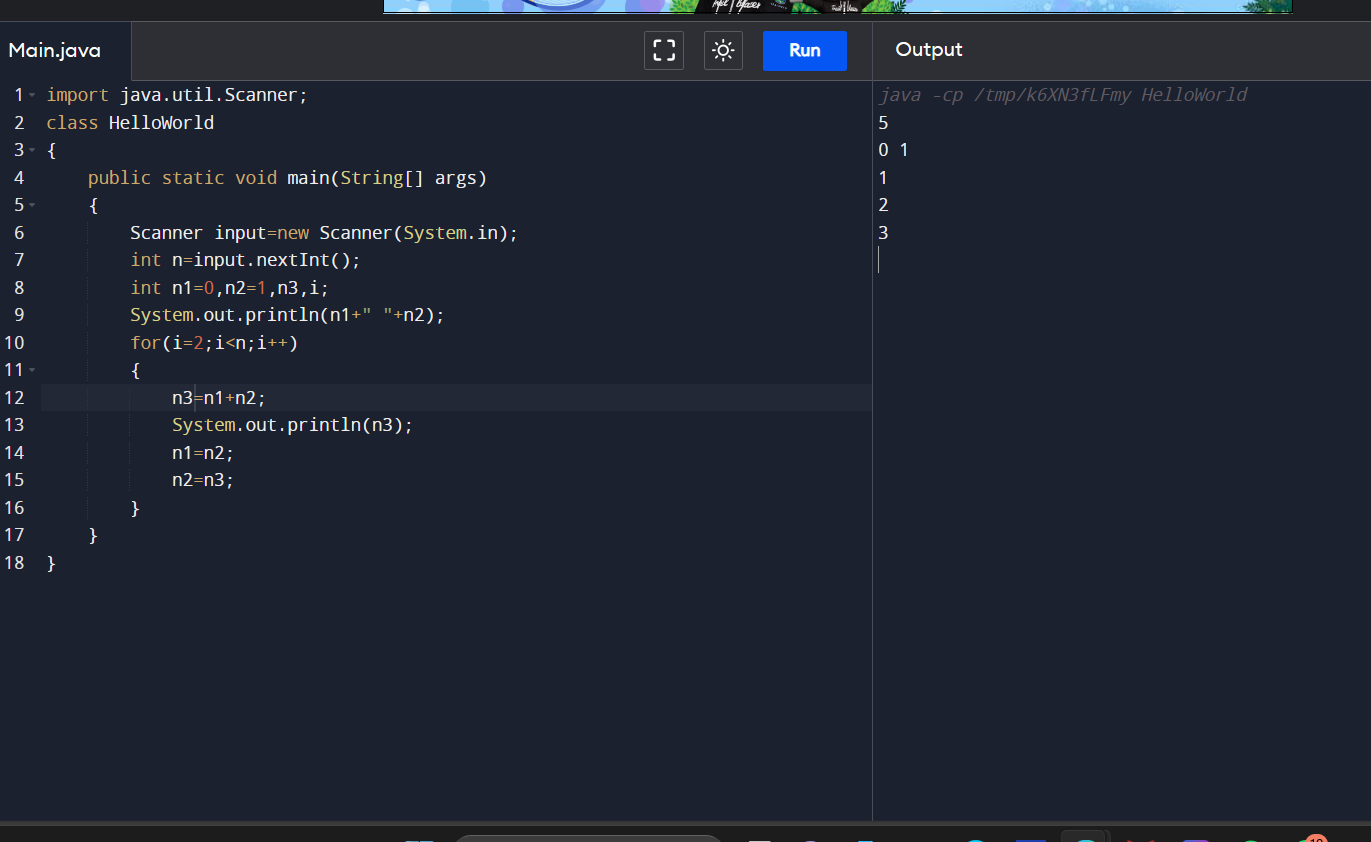 Main.java
Run
Output
1 import java.util.Scanner;
2 class HelloWorld
3 {
4 public static void main(String[] args)
5 {
6 Scanner input=new Scanner(System.in);
7 int n=input.nextInt();
8 int n1=0,n2=1,n3,i;
9 System.out.println(n1+" "+n2);
10 for(i=2;i<n;i++)
11 {
12 n3=n1+n2;
13 System.out.println(n3);
14 n1=n2;
15 n2=n3;
16 }
17 }
18 }
java -cp /tmp/k6XN3fLFmy HelloWorld
5
0 1
1
2
3